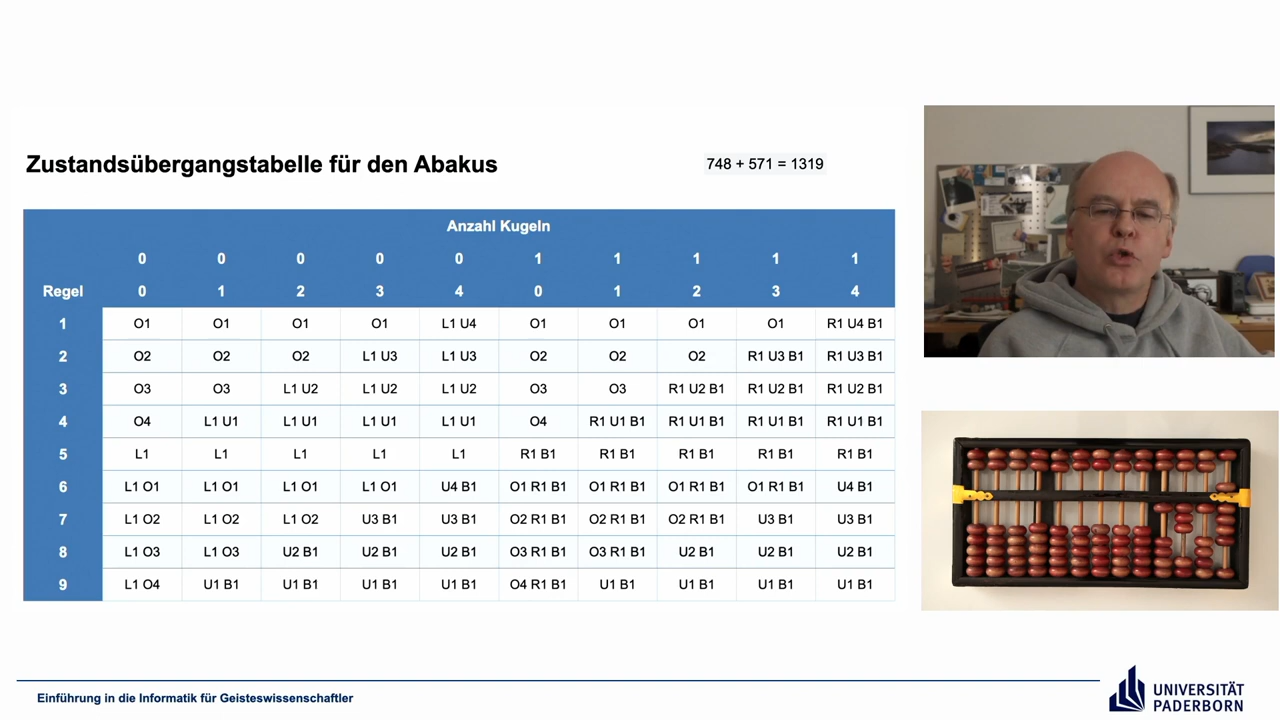 Zustandsübergangstabelle für den Abakus
748 + 571 = 1319
Anzahl Kugeln
0 0 0 0 0 1 1 1 1 1
Regel 0 1 2 3 4 0 1 2 3 4
1 O1 O1 O1 O1 L1 U4 O1 O1 O1 O1 R1 U4 B1
2 O2 O2 O2 L1 U3 L1 U3 O2 O2 O2 R1 U3 B1 R1 U3 B1
3 O3 O3 L1 U2 L1 U2 L1 U2 O3 O3 R1 U2 B1 R1 U2 B1 R1 U2 B1
4 O4 L1 U1 L1 U1 L1 U1 L1 U1 O4 R1 U1 B1 R1 U1 B1 R1 U1 B1 R1 U1 B1
5 L1 L1 L1 L1 L1 R1 B1 R1 B1 R1 B1 R1 B1 R1 B1
6 L1 O1 L1 O1 L1 O1 L1 O1 U4 B1 O1 R1 B1 O1 R1 B1 O1 R1 B1 O1 R1 B1 U4 B1
7 L1 O2 L1 O2 L1 O2 U3 B1 U3 B1 O2 R1 B1 O2 R1 B1 O2 R1 B1 U3 B1 U3 B1
8 L1 O3 L1 O3 U2 B1 U2 B1 U2 B1 O3 R1 B1 O3 R1 B1 U2 B1 U2 B1 U2 B1
9 L1 O4 U1 B1 U1 B1 U1 B1 U1 B1 O4 R1 B1 U1 B1 U1 B1 U1 B1 U1 B1
Einführung in die Informatik für Geisteswissenschaftler
UNIVERSITÄT
PADERBORN